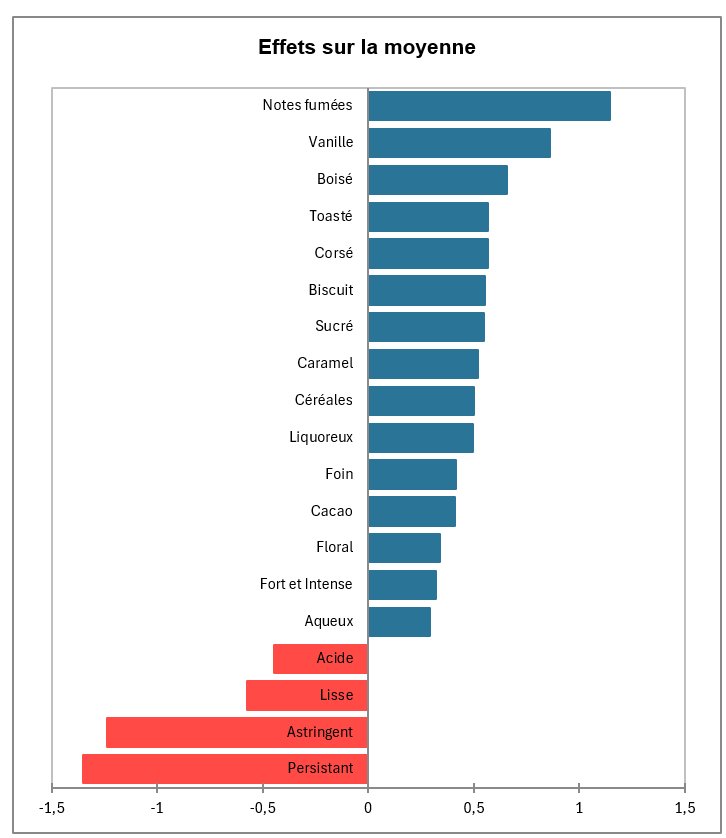 Effets sur la moyenne
Notes fumées
Vanille
Boisé
Toasté
Corsé
Biscuit
Sucré
Caramel
Céréales
Liquoreux
Foin
Cacao
Floral
Fort et Intense
Aqueux
Acide
Lisse
Astringent
Persistant
-1,5 -1 -0,5 0 0,5 1 1,5